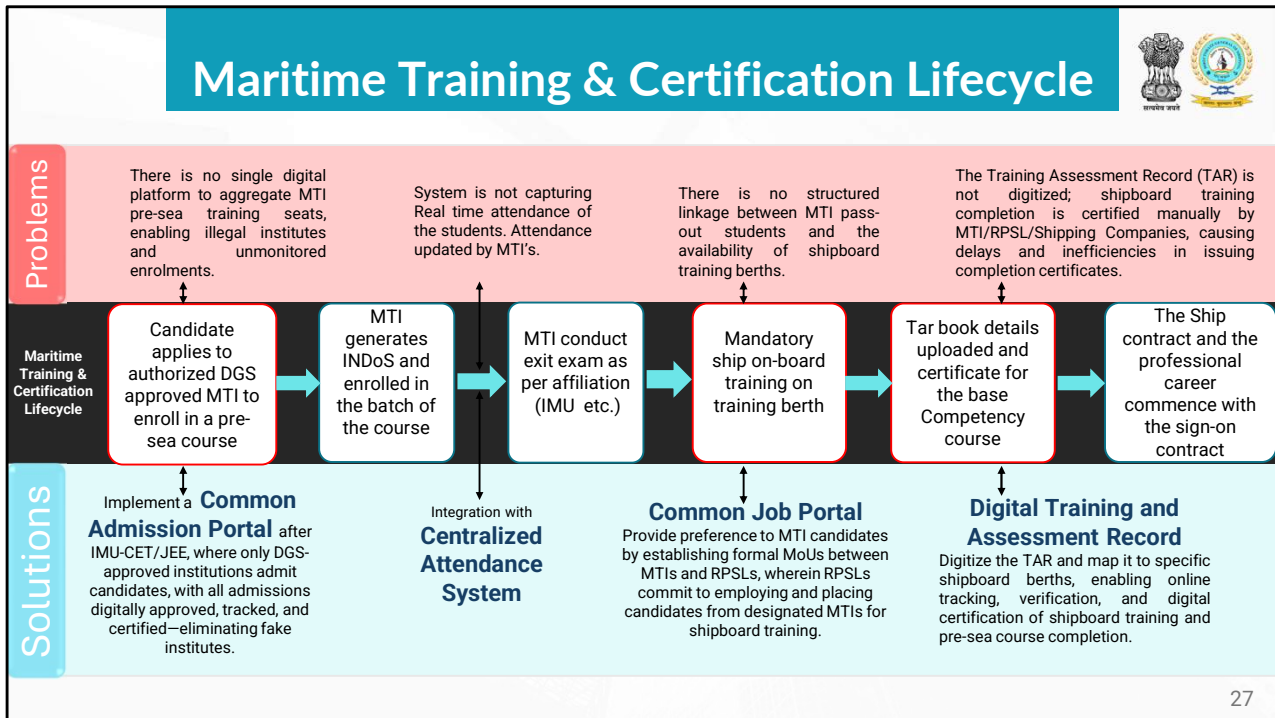 Maritime Training & Certification Lifecycle
सत्यमेव जयते
Problems
There is no single digital
platform to aggregate MTI
pre-sea training seats,
enabling illegal institutes
and unmonitored
enrolments.
System is not capturing
Real time attendance of
the students. Attendance
updated by MTI's.
There is no structured
linkage between MTI pass-
out students and the
availability of shipboard
training berths.
The Training Assessment Record (TAR) is
not digitized; shipboard training
completion is certified manually by
MTI/RPSL/Shipping Companies, causing
delays and inefficiencies in issuing
completion certificates.
Maritime
Training &
Certification
Lifecycle
Candidate
applies to
authorized DGS
approved MTI to
enroll in a pre-
sea course
MTI
generates
INDoS and
enrolled in
the batch of
the course
MTI conduct
exit exam as
per affiliation
(IMU etc.)
Mandatory
ship on-board
training on
training berth
Tar book details
uploaded and
certificate for
the base
Competency
course
The Ship
contract and the
professional
career
commence with
the sign-on
contract
Solutions
Implement a Common
Admission Portal after
IMU-CET/JEE, where only DGS-
approved institutions admit
candidates, with all admissions
digitally approved, tracked, and
certified—eliminating fake
institutes.
Integration with
Centralized
Attendance
System
Common Job Portal
Provide preference to MTI candidates
by establishing formal MoUs between
MTIs and RPSLs, wherein RPSLs
commit to employing and placing
candidates from designated MTIs for
shipboard training.
Digital Training and
Assessment Record
Digitize the TAR and map it to specific
shipboard berths, enabling online
tracking, verification, and digital
certification of shipboard training and
pre-sea course completion.
27